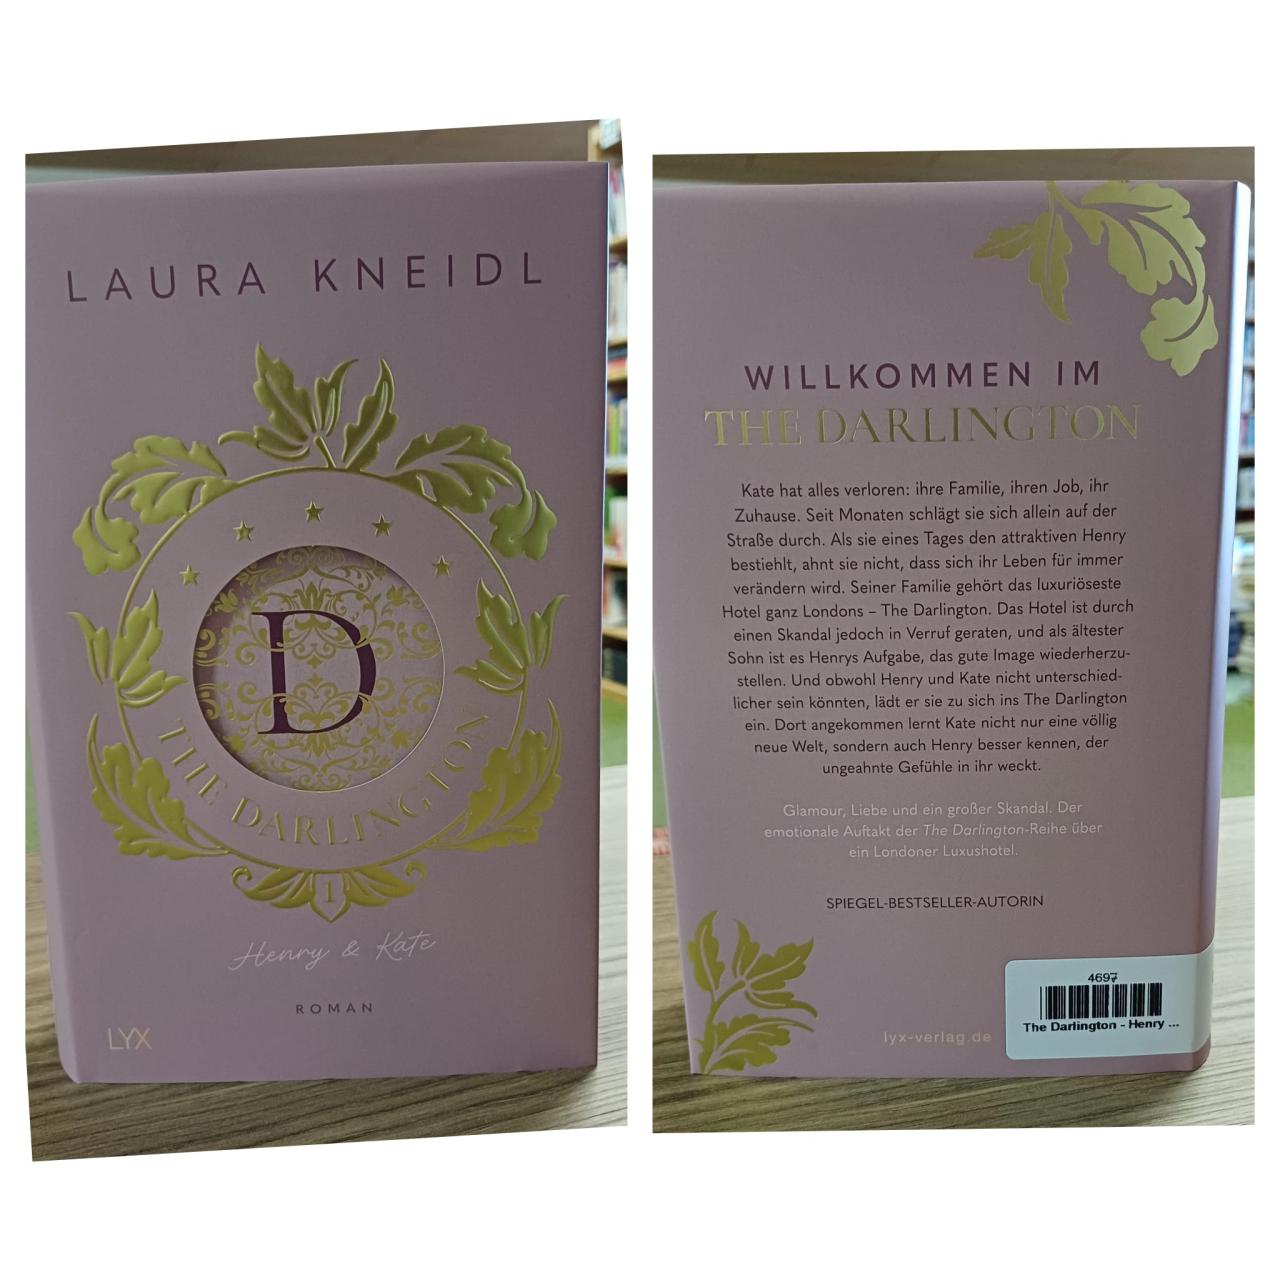 LAURA KNEIDL
D
THE DARLINGTON
1
Henry & Kate
ROMAN
LYX
WILLKOMMEN IM
THE DARLINGTON
Kate hat alles verloren: ihre Familie, ihren Job, ihr
Zuhause. Seit Monaten schlägt sie sich allein auf der
Straße durch. Als sie eines Tages den attraktiven Henry
bestiehlt, ahnt sie nicht, dass sich ihr Leben für immer
verändern wird. Seiner Familie gehört das luxuriöseste
Hotel ganz Londons – The Darlington. Das Hotel ist durch
einen Skandal jedoch in Verruf geraten, und als ältester
Sohn ist es Henrys Aufgabe, das gute Image wiederherzu-
stellen. Und obwohl Henry und Kate nicht unterschied-
licher sein könnten, lädt er sie zu sich ins The Darlington
ein. Dort angekommen lernt Kate nicht nur eine völlig
neue Welt, sondern auch Henry besser kennen, der
ungeahnte Gefühle in ihr weckt.
Glamour, Liebe und ein großer Skandal. Der
emotionale Auftakt der The Darlington-Reihe über
ein Londoner Luxushotel.
SPIEGEL-BESTSELLER-AUTORIN
lyx-verlag.de
4697
The Darlington - Henry ...